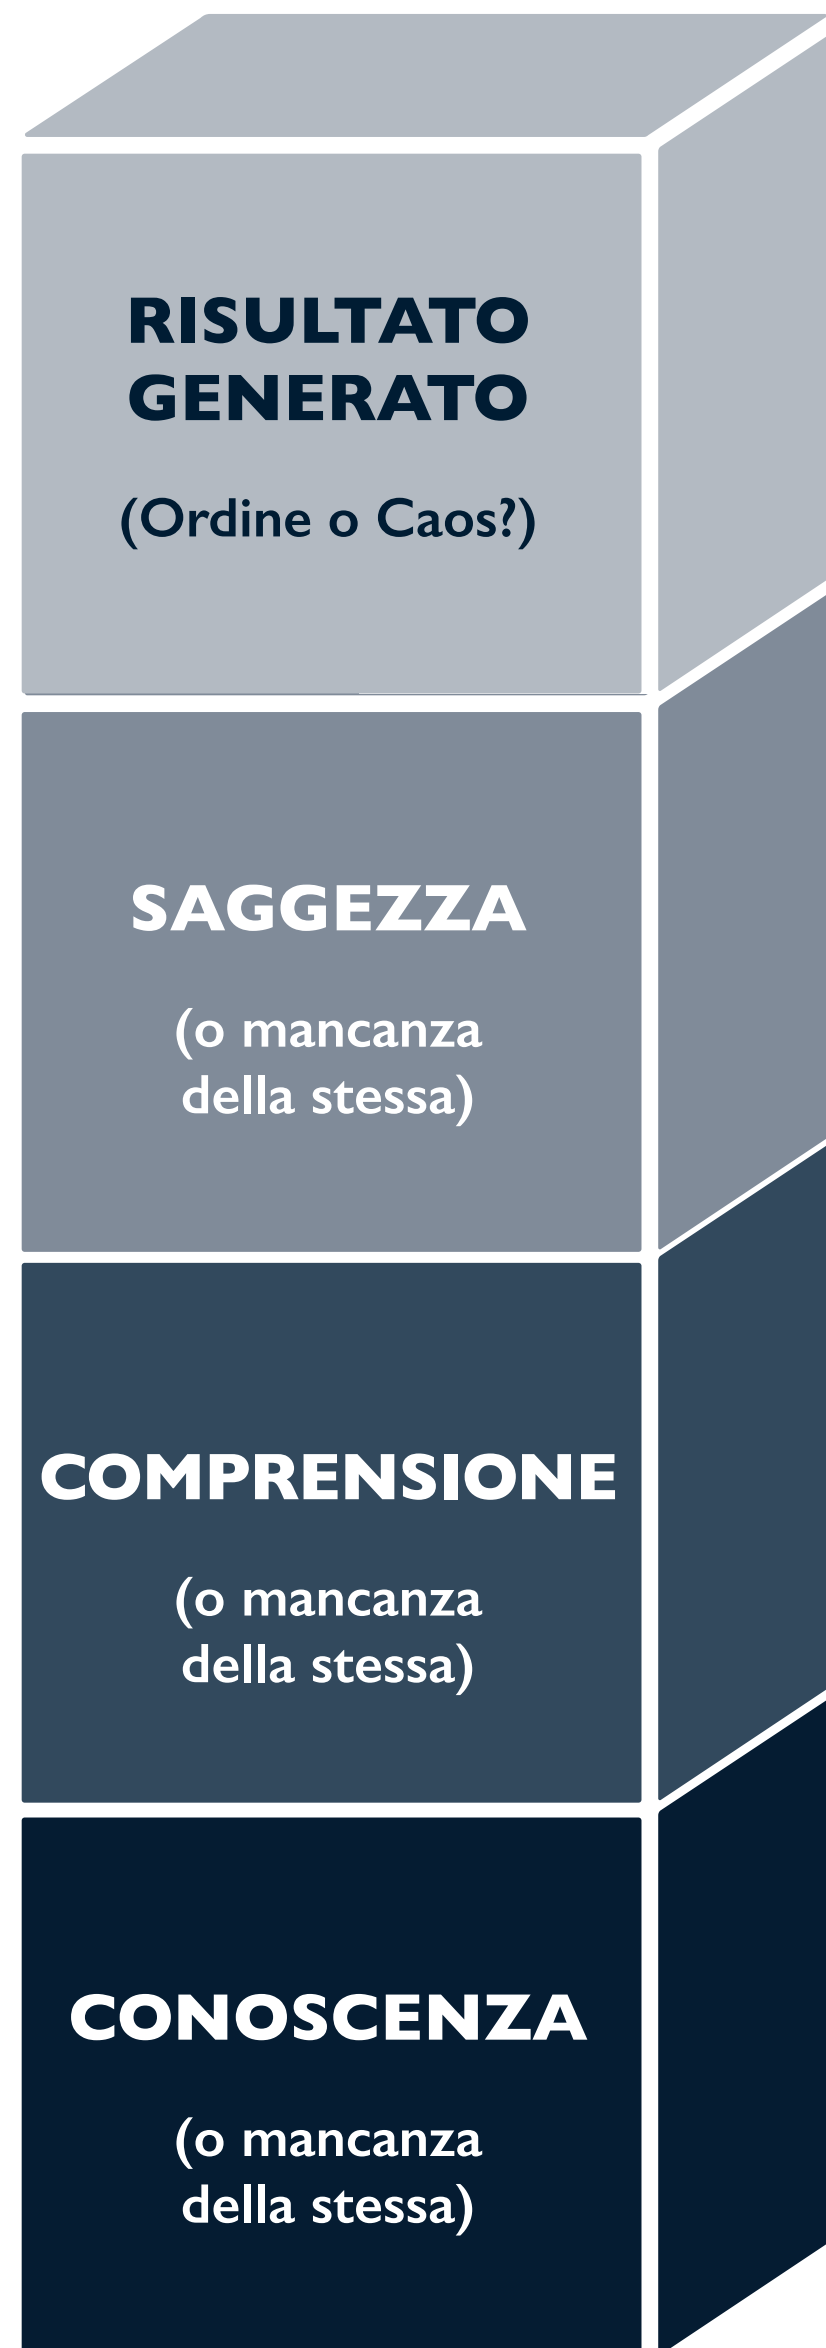 RISULTATO
GENERATO
(Ordine o Caos?)
SAGGEZZA
(o mancanza
della stessa)
COMPRENSIONE
(o mancanza
della stessa)
CONOSCENZA
(o mancanza
della stessa)